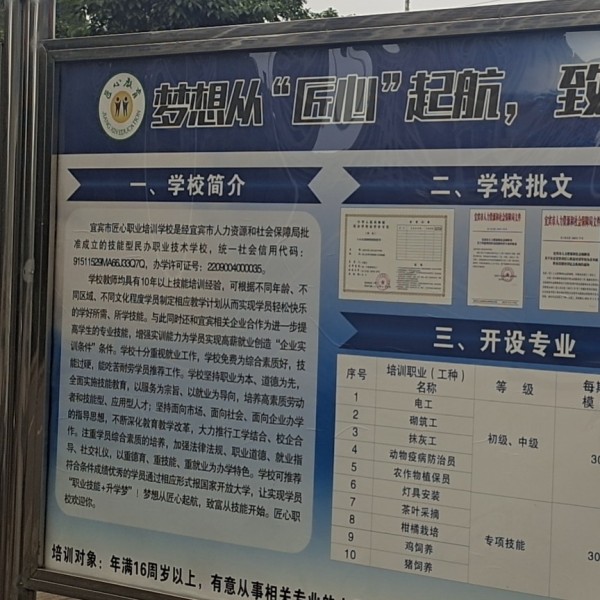 匠心教育
梦想从“匠心”起航，致
一、学校简介
宜宾市匠心职业培训学校是经宜宾市人力资源和社会保障局批
准成立的技能型民办职业技术学校，统一社会信用代码：
91511529MA66J3CQ7Q，办学许可证号：2209004000035。
学校教师均具有10年以上技能培训经验，可根据不同年龄、不
同区域、不同文化程度学员制定相应教学计划从而实现学员轻松快乐
的学好所需、所学技能。与此同时还和宜宾相关企业合作为进一步提
高学生的专业技能，增强实训能力为学员实现高薪就业创造“企业实
训条件”条件。学校十分重视就业工作，学校免费为综合素质好，技
能过硬，能吃苦耐劳学员推荐工作。学校坚持职业为本、道德为先，
全面实施技能教育，以服务为宗旨、以就业为导向，培养高素质劳动
者和技能型、应用型人才；坚持面向市场、面向社会、面向企业办学
的指导思想，不断深化教育教学改革，大力推行工学结合、校企合
作。注重学员综合素质的培养，加强法律法规、职业道德、就业指
导、社交礼仪，以重德育、重技能、重就业为办学特色。学校可推荐
符合条件成绩优秀的学员通过相应形式报国家开放大学，让实现学员
“职业技能+升学梦”！梦想从匠心起航，致富从技能开始。匠心职
校欢迎你。
二、学校批文
三、开设专业
序号 培训职业（工种）名称 等 级 每期 模
1 电工
2 砌筑工
3 抹灰工 初级、中级 30
4 动物疫病防治员
5 农作物植保员
6 灯具安装
7 茶叶采摘
8 柑橘栽培 专项技能 30
9 鸡饲养
10 猪饲养
培训对象：年满16周岁以上，有意从事相关专业的